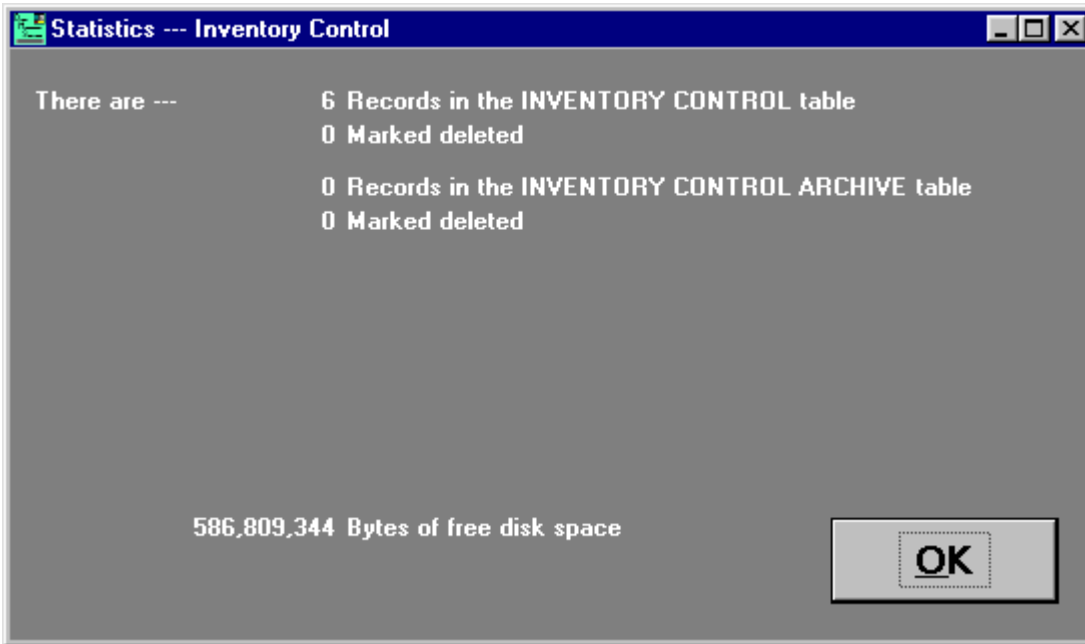 Statistics --- Inventory Control
There are --- 6 Records in the INVENTORY CONTROL table
0 Marked deleted
0 Records in the INVENTORY CONTROL ARCHIVE table
0 Marked deleted
586,809,344 Bytes of free disk space
OK